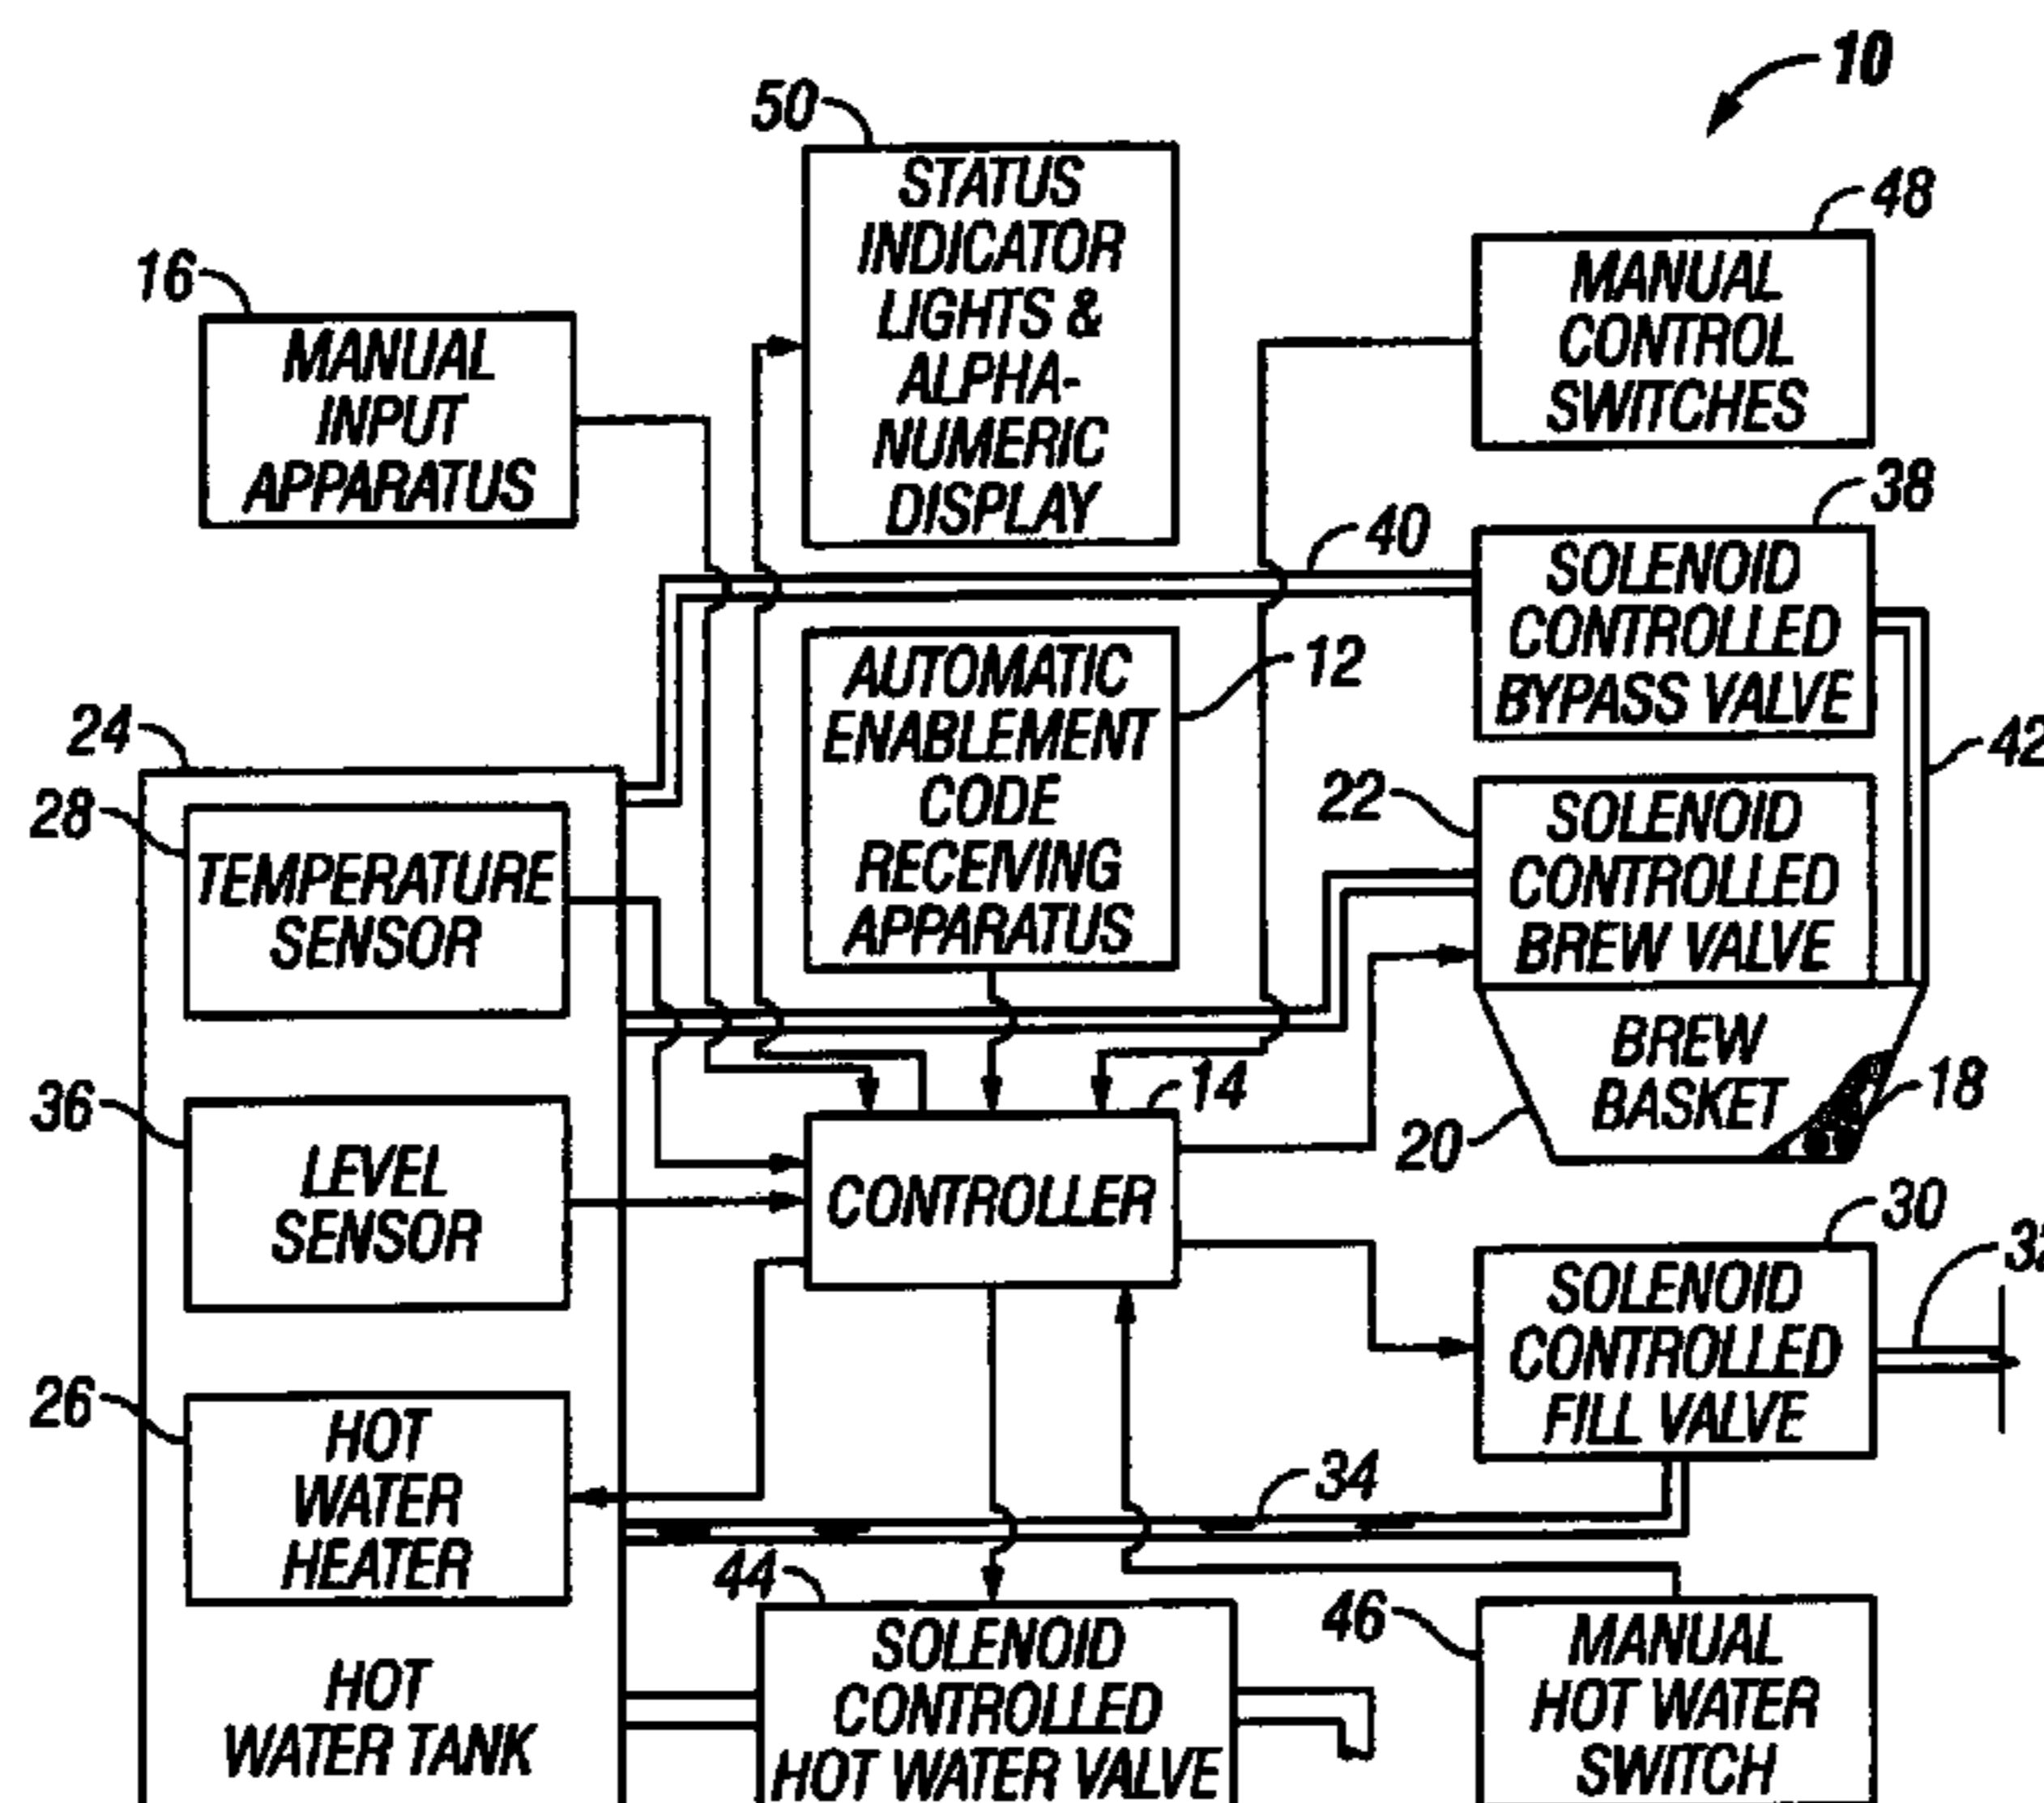 10
50
STATUS
INDICATOR
LIGHTS &
ALPHA-
NUMERIC
DISPLAY
48
MANUAL
CONTROL
SWITCHES
16
MANUAL
INPUT
APPARATUS
40
38
SOLENOID
CONTROLLED
BYPASS VALVE
12
AUTOMATIC
ENABLEMENT
CODE
RECEIVING
APPARATUS
42
24
28
TEMPERATURE
SENSOR
22
SOLENOID
CONTROLLED
BREW VALVE
BREW
BASKET
18
20
36
LEVEL
SENSOR
14
CONTROLLER
30
SOLENOID
CONTROLLED
FILL VALVE
26
HOT
WATER
HEATER
34
HOT
WATER TANK
44
SOLENOID
CONTROLLED
HOT WATER VALVE
46
MANUAL
HOT WATER
SWITCH